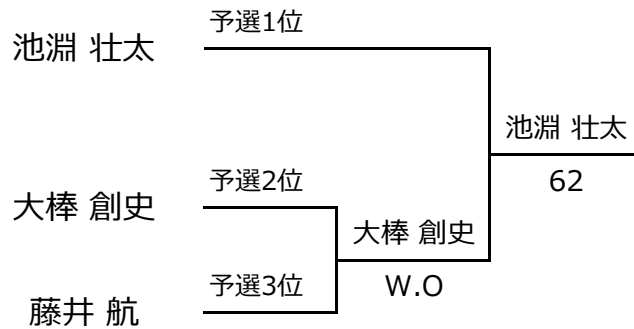 池淵 壮太
予選1位
池淵 壮太
62
大棒 創史
予選2位
大棒 創史
W.O
藤井 航
予選3位